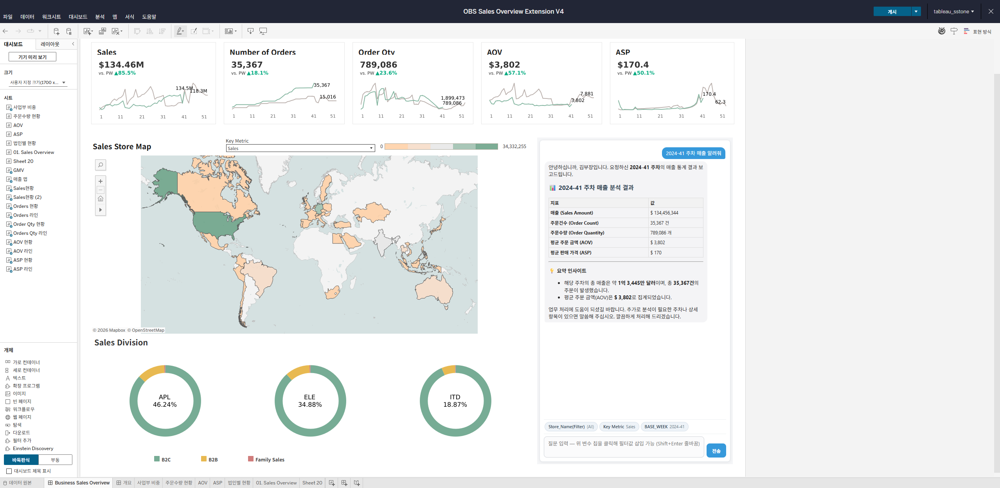 OBS Sales Overview Extension V4
게시
tableau_sstone
파일 데이터 워크시트 대시보드 분석 맵 서식 도움말
표현 방식
대시보드 레이아웃
기기 미리 보기
크기
사용자 지정 크기(1700 x...
시트
사업부 비중
주문수량 현황
AOV
ASP
법인별 현황
01. Sales Overview
Sheet 20
GMV
매출 맵
Sales현황
Sales현황 (2)
Orders 현황
Orders 라인
Order Qty 현황
Orders Qty 라인
AOV 현황
AOV 라인
ASP 현황
ASP 라인
개체
가로 컨테이너
세로 컨테이너
텍스트
확장 프로그램
이미지
빈 페이지
워크플로우
웹 페이지
탐색
다운로드
필터 추가
Einstein Discovery
바둑판식 부동
대시보드 제목 표시
Sales
$134.46M
vs. PW ▲85.5%
134.5M
118.3M
1 11 21 31 41 51
Number of Orders
35,367
vs. PW ▲18.1%
35,367
15,016
1 11 21 31 41 51
Order Qty
789,086
vs. PW ▲23.6%
1,899,473
789,086
1 11 21 31 41 51
AOV
$3,802
vs. PW ▲57.1%
7,881
3,802
1 11 21 31 41 51
ASP
$170.4
vs. PW ▲50.1%
170.4
62.3
1 11 21 31 41 51
Sales Store Map
Key Metric
Sales
0 34,332,255
© 2026 Mapbox © OpenStreetMap
Sales Division
APL
46.24%
ELE
34.88%
ITD
18.87%
B2C B2B Family Sales
2024-41 주차 매출 알려줘
안녕하십니까, 김부장입니다. 요청하신 2024-41 주차의 매출 통계 결과 보
고드립니다.
2024-41 주차 매출 분석 결과
지표 값
매출 (Sales Amount) $ 134,456,344
주문건수 (Order Count) 35,367 건
주문수량 (Order Quantity) 789,086 개
평균 주문 금액 (AOV) $ 3,802
평균 판매 가격 (ASP) $ 170
요약 인사이트
• 해당 주차의 총 매출은 약 1억 3,445만 달러이며, 총 35,367건의
주문이 발생했습니다.
• 평균 주문 금액(AOV)은 $ 3,802로 집계되었습니다.
업무 처리에 도움이 되셨길 바랍니다. 추가로 분석이 필요한 주차나 상세
항목이 있으면 말씀해 주십시오. 깔끔하게 처리해 드리겠습니다.
Store_Name(Filter) (All) Key Metric Sales BASE_WEEK 2024-41
질문 입력 — 위 변수 칩을 클릭해 필터값 삽입 가능 (Shift+Enter 줄바꿈)
전송
데이터 원본 Business Sales Overivew 개요 사업부 비중 주문수량 현황 AOV ASP 법인별 현황 01. Sales Overview Sheet 20